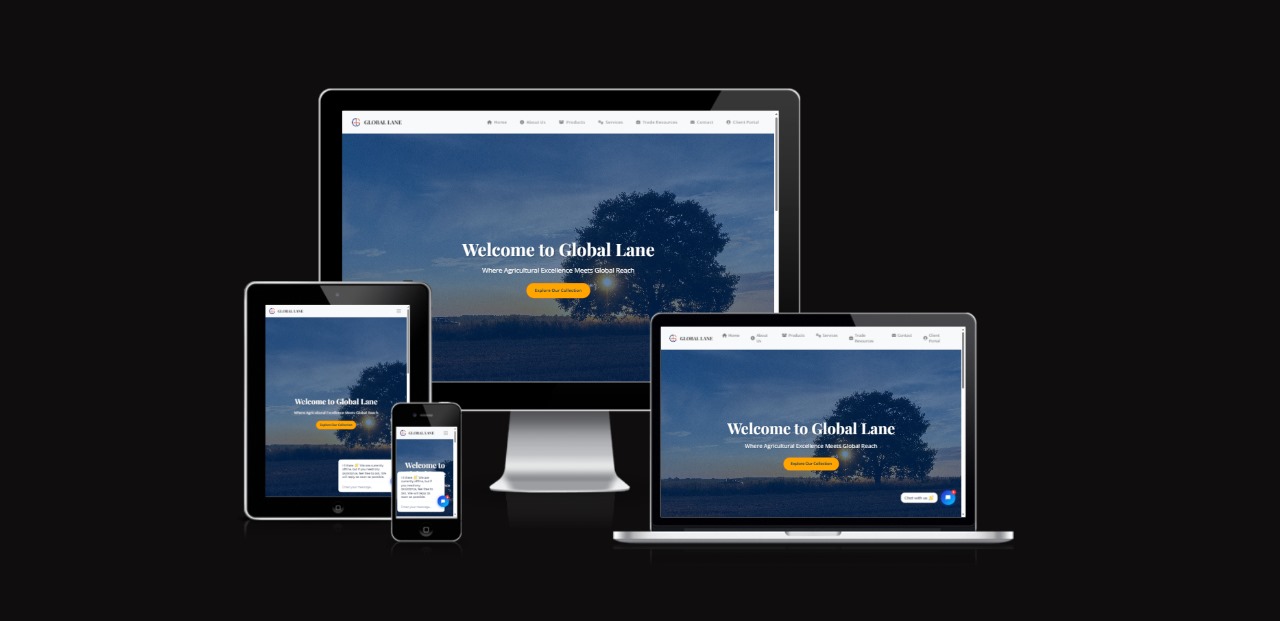 GLOBAL LANE
Home About Us Products Services Trade Resources Contact Client Portal
Welcome to Global Lane
Where Agricultural Excellence Meets Global Reach
Explore Our Collection
GLOBAL LANE
Welcome to Global Lane
Where Agricultural Excellence Meets Global Reach
Explore Our Collection
GLOBAL LANE
Welcome to
GLOBAL LANE
Home About Products Services Trade Contact Client
Us Resources Portal
Welcome to Global Lane
Where Agricultural Excellence Meets Global Reach
Explore Our Collection
Chat with us